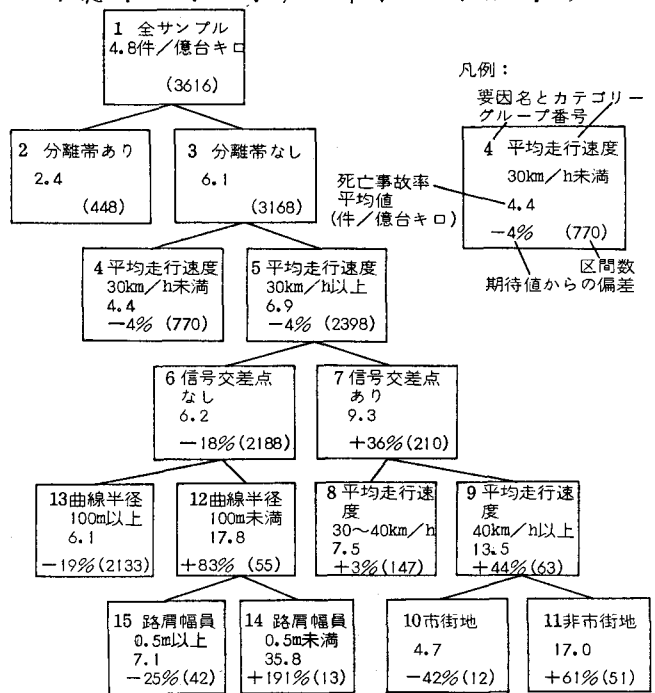 1 全サンプル
4.8件／億台キロ
(3616)
2 分離帯あり
2.4
(448)
3 分離帯なし
6.1
(3168)
凡例：
要因名とカテゴリー
グループ番号
4 平均走行速度
30km／h未満
4.4
−4% (770)
死亡事故率
平均値
(件／億台キロ)
区間数
期待値からの偏差
4平均走行速度
30km／h未満
4.4
−4% (770)
5 平均走行速度
30km／h以上
6.9
−4% (2398)
6信号交差点
なし
6.2
−18%(2188)
7信号交差点
あり
9.3
+36%(210)
13曲線半径
100m以上
6.1
−19%(2133)
12曲線半径
100m未満
17.8
+83% (55)
8平均走行速
度
30〜40km／h
7.5
+3%(147)
9平均走行速
度
40km／h以上
13.5
+44%(63)
15 路肩幅員
0.5m以上
7.1
−25%(42)
14 路肩幅員
0.5m未満
35.8
+191%(13)
10市街地
4.7
−42%(12)
11非市街地
17.0
+61%(51)